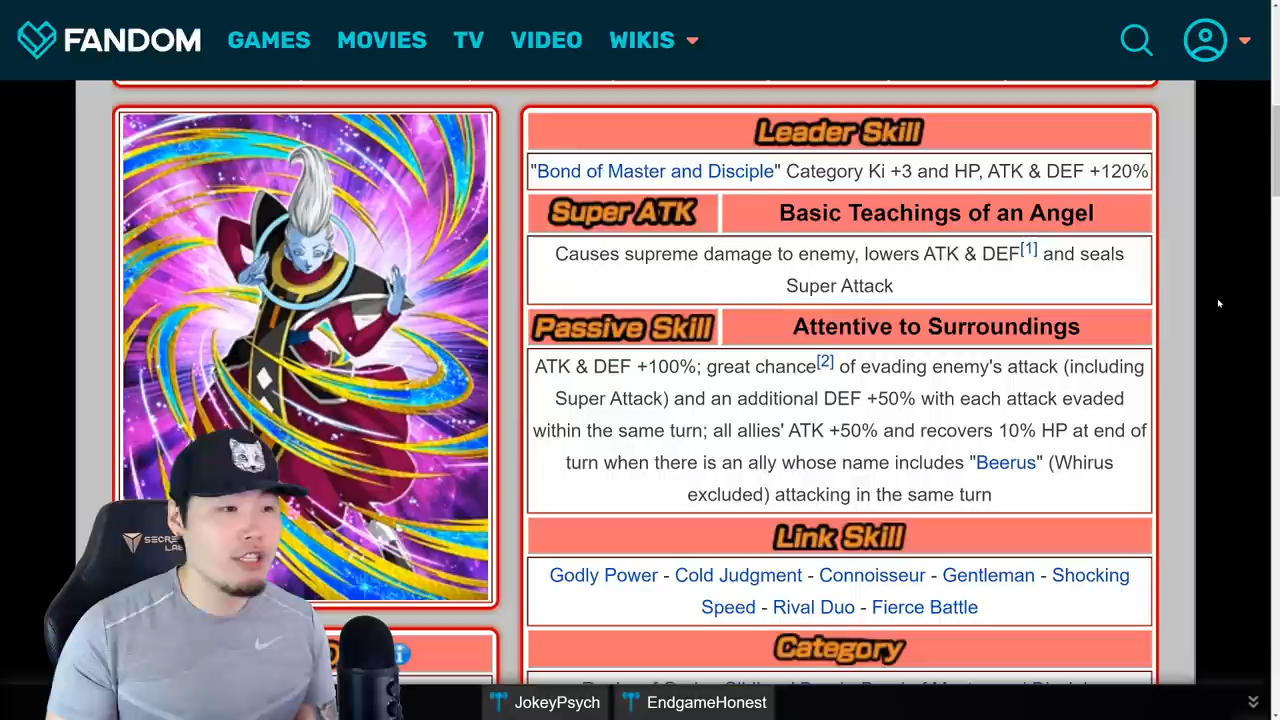 FANDOM GAMES MOVIES TV VIDEO WIKIS
Leader Skill
"Bond of Master and Disciple" Category Ki +3 and HP, ATK & DEF +120%
Super ATK Basic Teachings of an Angel
Causes supreme damage to enemy, lowers ATK & DEF[1] and seals
Super Attack
Passive Skill Attentive to Surroundings
ATK & DEF +100%; great chance[2] of evading enemy's attack (including
Super Attack) and an additional DEF +50% with each attack evaded
within the same turn; all allies' ATK +50% and recovers 10% HP at end of
turn when there is an ally whose name includes "Beerus" (Whirus
excluded) attacking in the same turn
Link Skill
Godly Power - Cold Judgment - Connoisseur - Gentleman - Shocking
Speed - Rival Duo - Fierce Battle
Category
JokeyPsych EndgameHonest